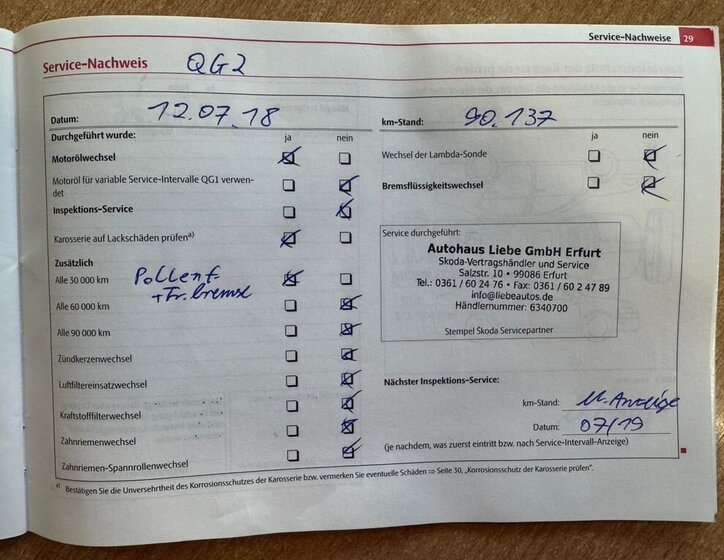 Service-Nachweise 29
Service-Nachweis QG2
Datum: 12.07.18
km-Stand: 90.137
Durchgeführt wurde: ja nein
Motorölwechsel
Motoröl für variable Service-Intervalle QG1 verwen-
det
Inspektions-Service
Karosserie auf Lackschäden prüfen a)
Zusätzlich
Alle 30 000 km Pollenf
+Fr. bremse
Alle 60 000 km
Alle 90 000 km
Zündkerzenwechsel
Luftfiltereinsatzwechsel
Kraftstofffilterwechsel
Zahnriemenwechsel
Zahnriemen-Spannrollenwechsel
ja nein
Wechsel der Lambda-Sonde
Bremsflüssigkeitswechsel
Service durchgeführt:
Autohaus Liebe GmbH Erfurt
Skoda-Vertragshändler und Service
Salzstr. 10 • 99086 Erfurt
Tel.: 0361 / 60 24 76 • Fax: 0361 / 60 2 47 89
info@liebeautos.de
Händlernummer: 6340700
Stempel Škoda Servicepartner
Nächster Inspektions-Service:
km-Stand: n. Anzeige
Datum: 07/19
(je nachdem, was zuerst eintritt bzw. nach Service-Intervall-Anzeige)
a) Bestätigen Sie die Unversehrtheit des Korrosionsschutzes der Karosserie bzw. vermerken Sie eventuelle Schäden ⇒ Seite 30, „Korrosionsschutz der Karosserie prüfen“.